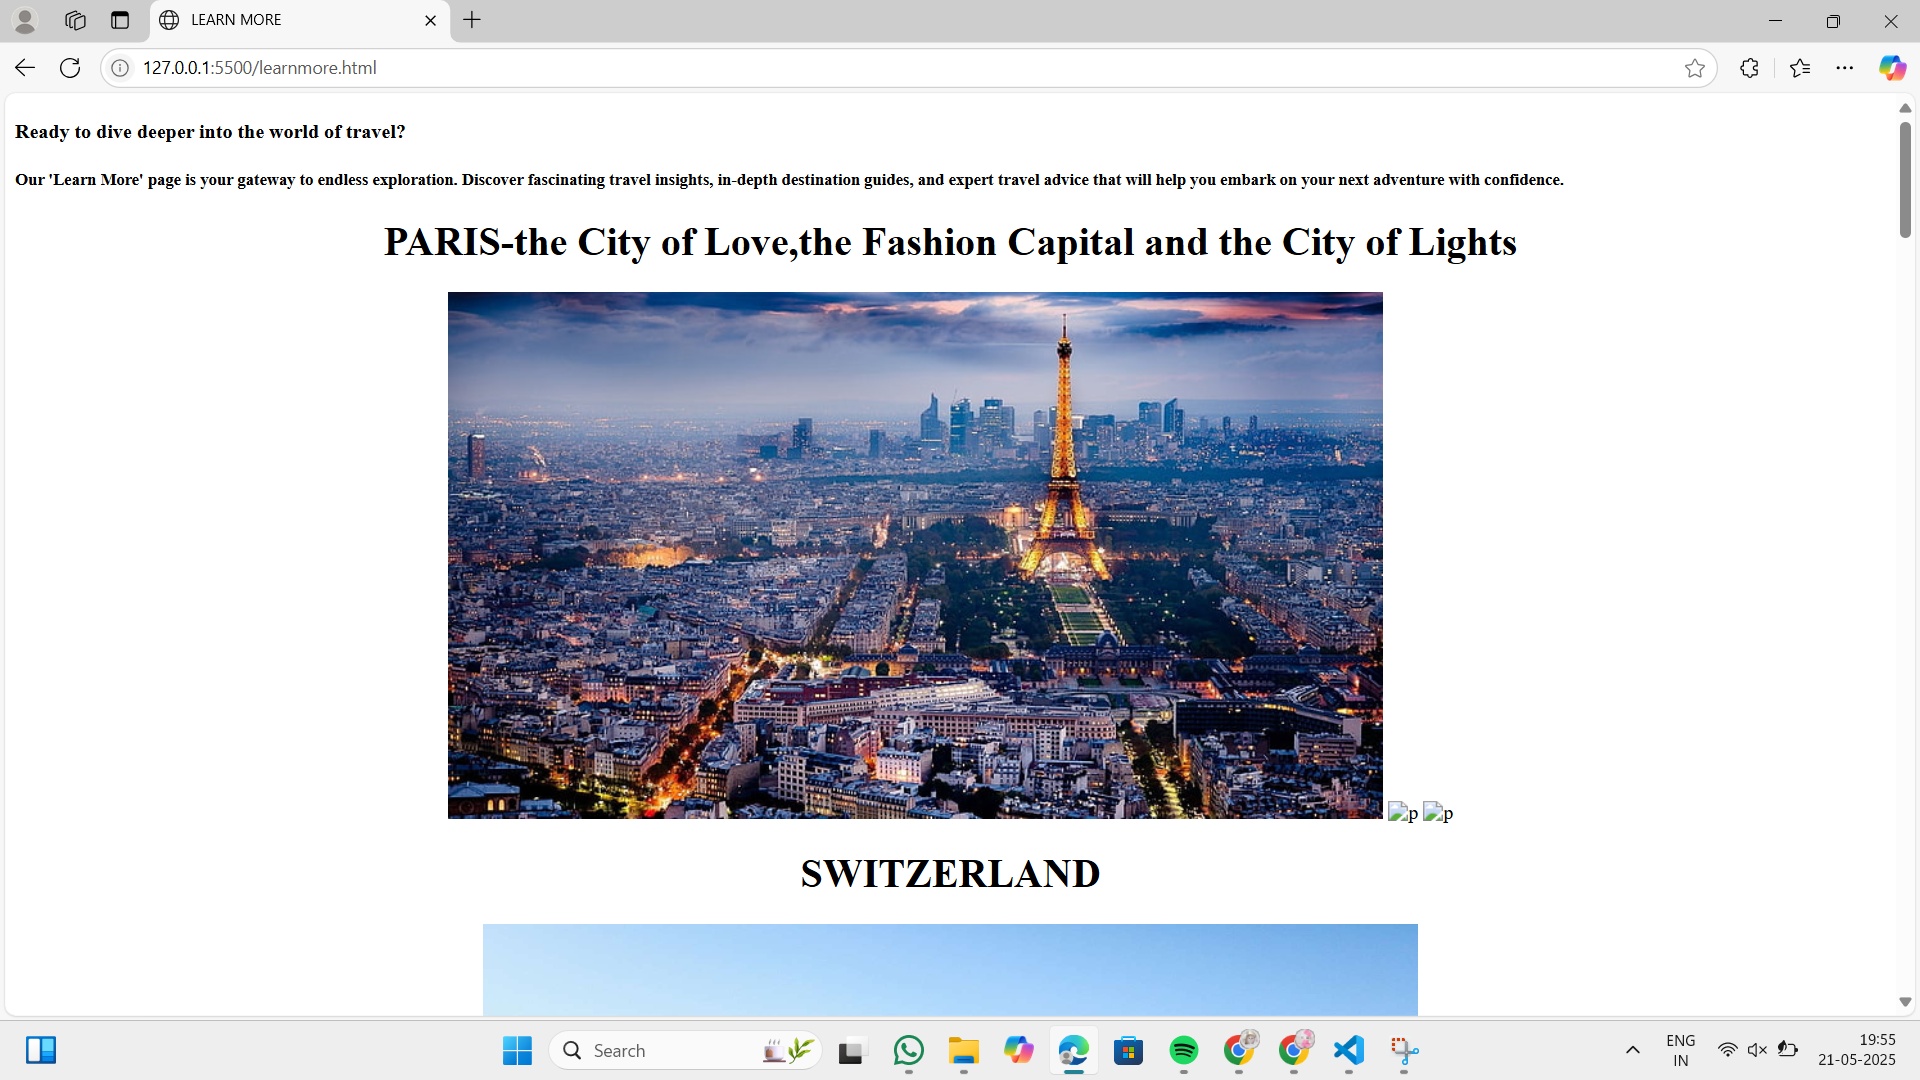 LEARN MORE
127.0.0.1:5500/learnmore.html
Ready to dive deeper into the world of travel?
Our 'Learn More' page is your gateway to endless exploration. Discover fascinating travel insights, in-depth destination guides, and expert travel advice that will help you embark on your next adventure with confidence.
PARIS-the City of Love,the Fashion Capital and the City of Lights
p p
SWITZERLAND
Search
ENG
IN
19:55
21-05-2025